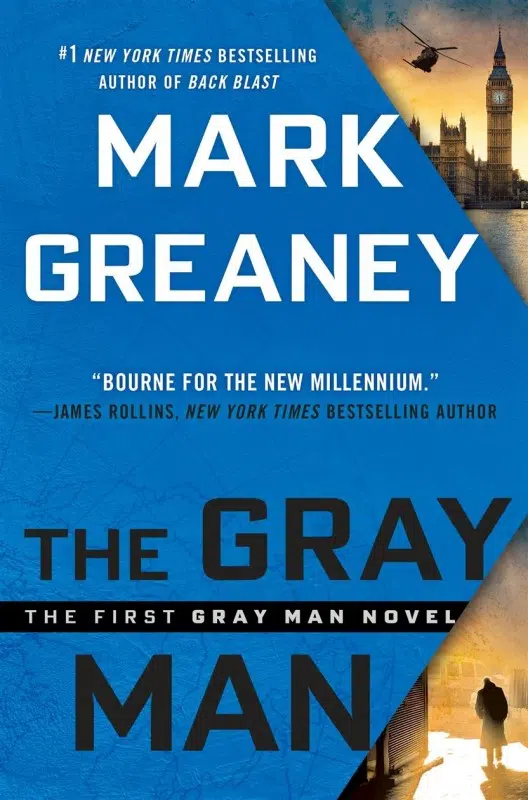 #1 NEW YORK TIMES BESTSELLING
AUTHOR OF BACK BLAST
MARK
GREANEY
“BOURNE FOR THE NEW MILLENNIUM.”
—JAMES ROLLINS, NEW YORK TIMES BESTSELLING AUTHOR
THE GRAY
THE FIRST GRAY MAN NOVEL
MAN